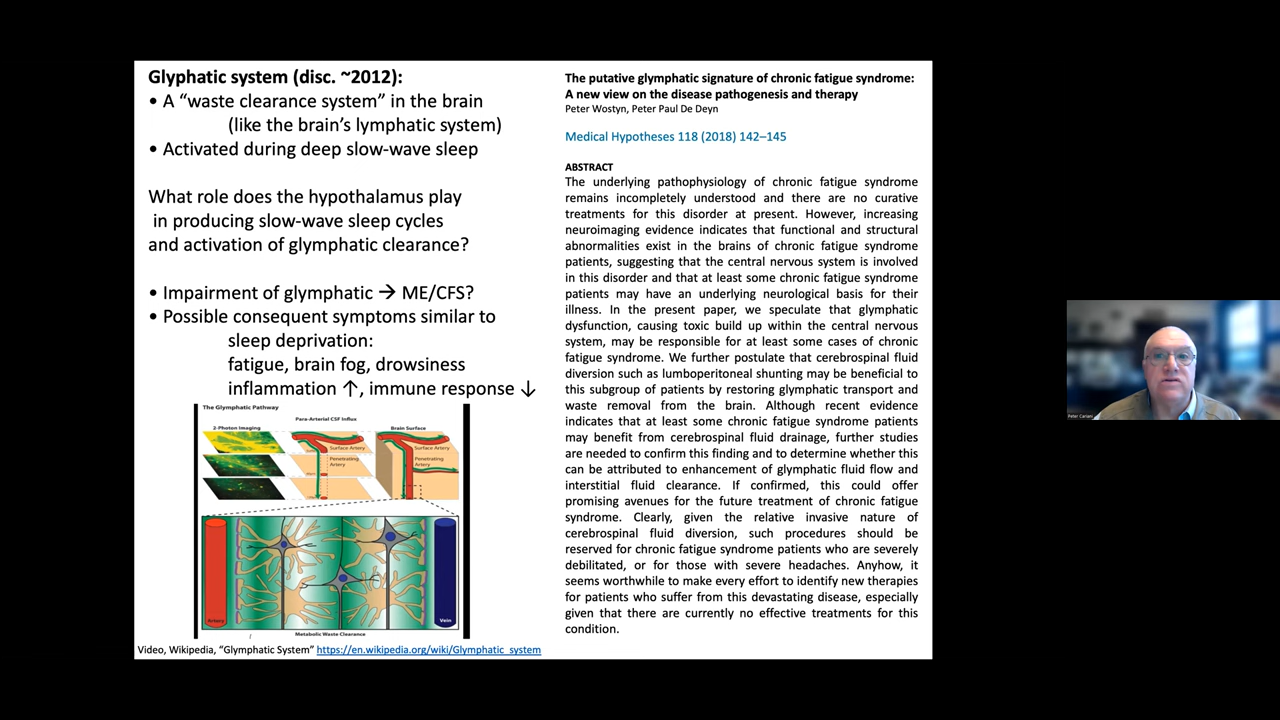 Glyphatic system (disc. ~2012):
• A “waste clearance system” in the brain
(like the brain’s lymphatic system)
• Activated during deep slow-wave sleep
What role does the hypothalamus play
in producing slow-wave sleep cycles
and activation of glymphatic clearance?
• Impairment of glymphatic → ME/CFS?
• Possible consequent symptoms similar to
sleep deprivation:
fatigue, brain fog, drowsiness
inflammation ↑, immune response ↓
The Glymphatic Pathway
Para-Arterial CSF Influx
2-Photon Imaging
Brain Surface
Surface Artery
Penetrating
Artery
Surface Artery
Penetrating
Artery
Artery
Vein
Metabolic Waste Clearance
Video, Wikipedia, “Glymphatic System” https://en.wikipedia.org/wiki/Glymphatic_system
The putative glymphatic signature of chronic fatigue syndrome:
A new view on the disease pathogenesis and therapy
Peter Wostyn, Peter Paul De Deyn
Medical Hypotheses 118 (2018) 142–145
ABSTRACT
The underlying pathophysiology of chronic fatigue syndrome
remains incompletely understood and there are no curative
treatments for this disorder at present. However, increasing
neuroimaging evidence indicates that functional and structural
abnormalities exist in the brains of chronic fatigue syndrome
patients, suggesting that the central nervous system is involved
in this disorder and that at least some chronic fatigue syndrome
patients may have an underlying neurological basis for their
illness. In the present paper, we speculate that glymphatic
dysfunction, causing toxic build up within the central nervous
system, may be responsible for at least some cases of chronic
fatigue syndrome. We further postulate that cerebrospinal fluid
diversion such as lumboperitoneal shunting may be beneficial to
this subgroup of patients by restoring glymphatic transport and
waste removal from the brain. Although recent evidence
indicates that at least some chronic fatigue syndrome patients
may benefit from cerebrospinal fluid drainage, further studies
are needed to confirm this finding and to determine whether this
can be attributed to enhancement of glymphatic fluid flow and
interstitial fluid clearance. If confirmed, this could offer
promising avenues for the future treatment of chronic fatigue
syndrome. Clearly, given the relative invasive nature of
cerebrospinal fluid diversion, such procedures should be
reserved for chronic fatigue syndrome patients who are severely
debilitated, or for those with severe headaches. Anyhow, it
seems worthwhile to make every effort to identify new therapies
for patients who suffer from this devastating disease, especially
given that there are currently no effective treatments for this
condition.
Peter Cariani